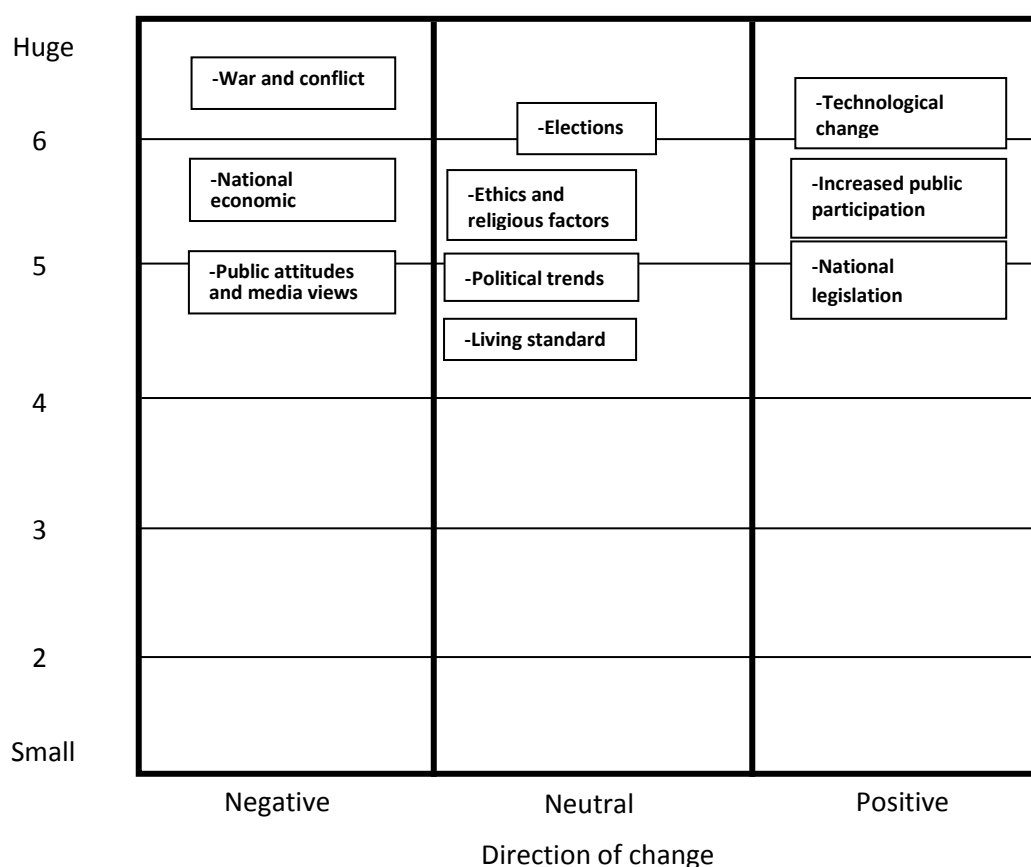 Huge
-War and conflict
-Technological
change
-Elections
6
-National
economic
-Ethics and
religious factors
-Increased public
participation
5
-Public attitudes
and media views
-Political trends
-National
legislation
-Living standard
4
3
2
Small
Negative
Neutral
Positive
Direction of change